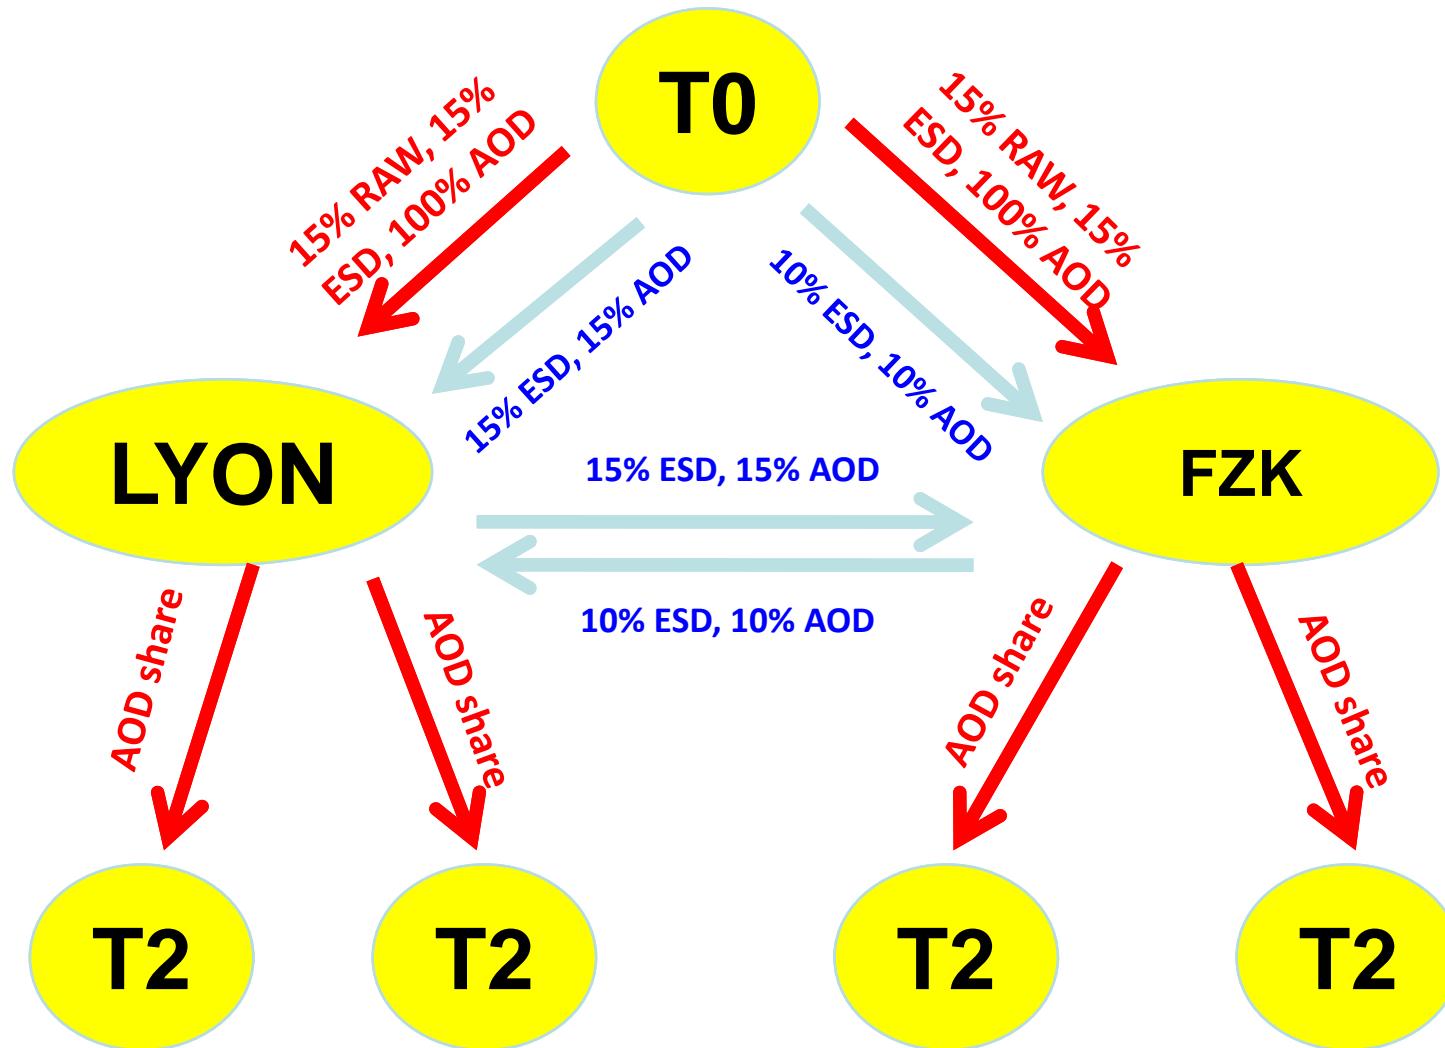 T0
15% RAW, 15%
ESD, 100% AOD
15% RAW, 15%
ESD, 100% AOD
15% ESD, 15% AOD
10% ESD, 10% AOD
LYON
FZK
15% ESD, 15% AOD
10% ESD, 10% AOD
AOD share
AOD share
AOD share
AOD share
T2
T2
T2
T2